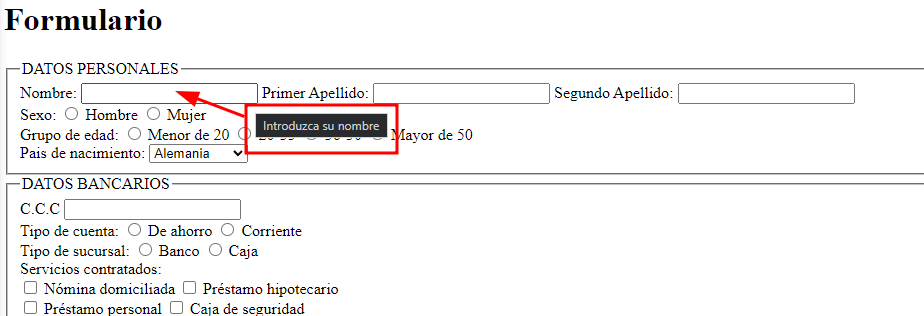 Formulario
DATOS PERSONALES
Nombre: Primer Apellido: Segundo Apellido:
Sexo: Hombre Mujer
Introduzca su nombre
Grupo de edad: Menor de 20 Mayor de 50
Pais de nacimiento: Alemania
DATOS BANCARIOS
C.C.C
Tipo de cuenta: De ahorro Corriente
Tipo de sucursal: Banco Caja
Servicios contratados:
Nómina domiciliada Préstamo hipotecario
Préstamo personal Caja de seguridad